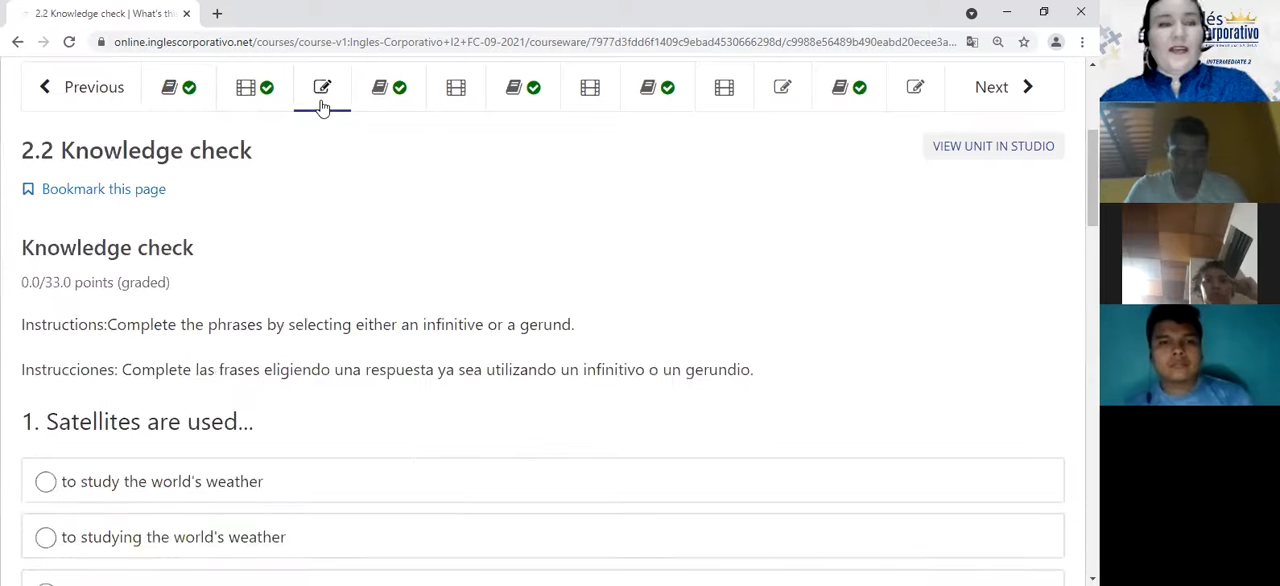 2.2 Knowledge check | What's thi
online.inglescorporativo.net/courses/course-v1:Ingles-Corporativo+I2+FC-09-2021/courseware/7977d3fdd6f1409c9ebad4530666298d/c9988e56489b490eabd20ecee3a...
Previous
Next
2.2 Knowledge check
VIEW UNIT IN STUDIO
Bookmark this page
Knowledge check
0.0/33.0 points (graded)
Instructions:Complete the phrases by selecting either an infinitive or a gerund.
Instrucciones: Complete las frases eligiendo una respuesta ya sea utilizando un infinitivo o un gerundio.
1. Satellites are used...
to study the world's weather
to studying the world's weather
INTERMEDIATE 2